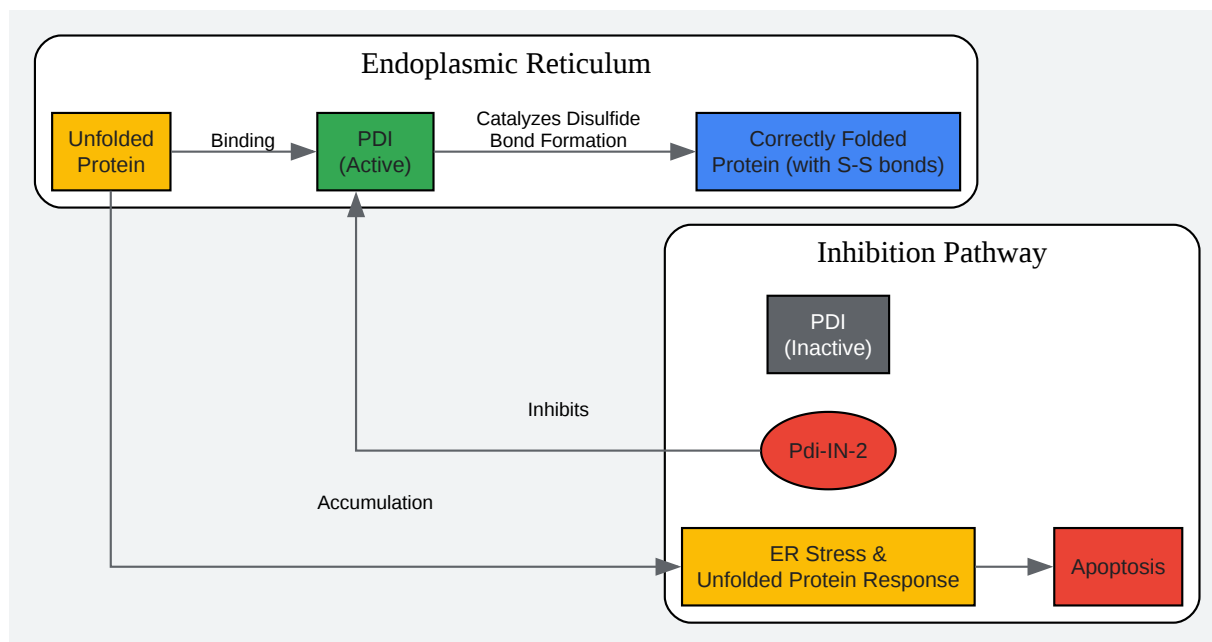 Endoplasmic Reticulum
Unfolded
Protein
Binding
PDI
(Active)
Catalyzes Disulfide
Bond Formation
Correctly Folded
Protein (with S-S bonds)
Inhibition Pathway
PDI
(Inactive)
Inhibits
Pdi-IN-2
Accumulation
ER Stress &
Unfolded Protein Response
Apoptosis